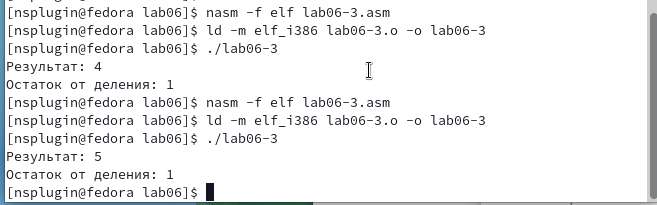 [nsplugin@fedora lab06]$ nasm -f elf lab06-3.asm
[nsplugin@fedora lab06]$ ld -m elf_i386 lab06-3.o -o lab06-3
[nsplugin@fedora lab06]$ ./lab06-3
Результат: 4
Остаток от деления: 1
[nsplugin@fedora lab06]$ nasm -f elf lab06-3.asm
[nsplugin@fedora lab06]$ ld -m elf_i386 lab06-3.o -o lab06-3
[nsplugin@fedora lab06]$ ./lab06-3
Результат: 5
Остаток от деления: 1
[nsplugin@fedora lab06]$